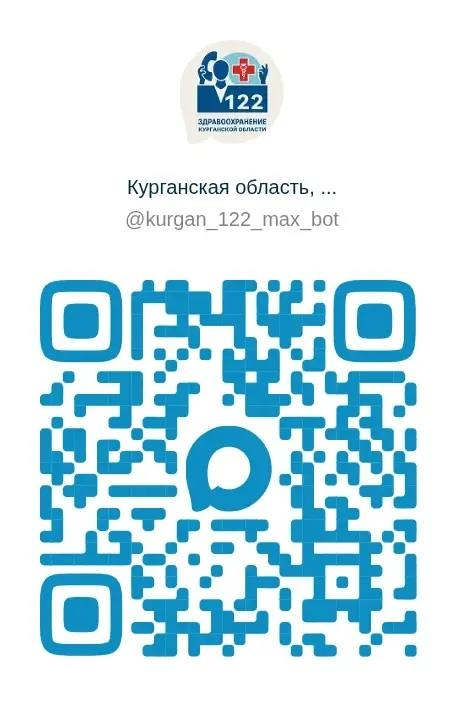 122
ЗДРАВООХРАНЕНИЕ
КУРГАНСКОЙ ОБЛАСТИ
Курганская область, ...
@kurgan_122_max_bot